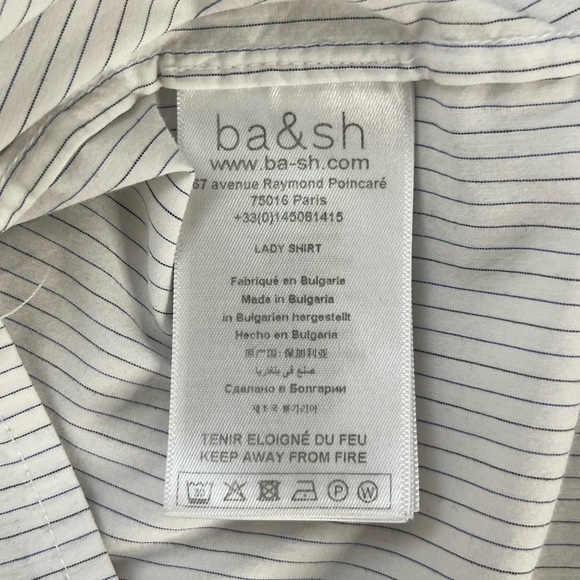 ba&sh
www.ba-sh.com
67 avenue Raymond Poincaré
75016 Paris
+33(0)145081415
LADY SHIRT
Fabriqué en Bulgarie
Made in Bulgaria
in Bulgarien hergestellt
Hecho en Bulgaria
原产国: 保加利亚
صنع في بلغاريا
Сделано в Болгарии
제조국 불가리아
TENIR ELOIGNÉ DU FEU
KEEP AWAY FROM FIRE
30 P W